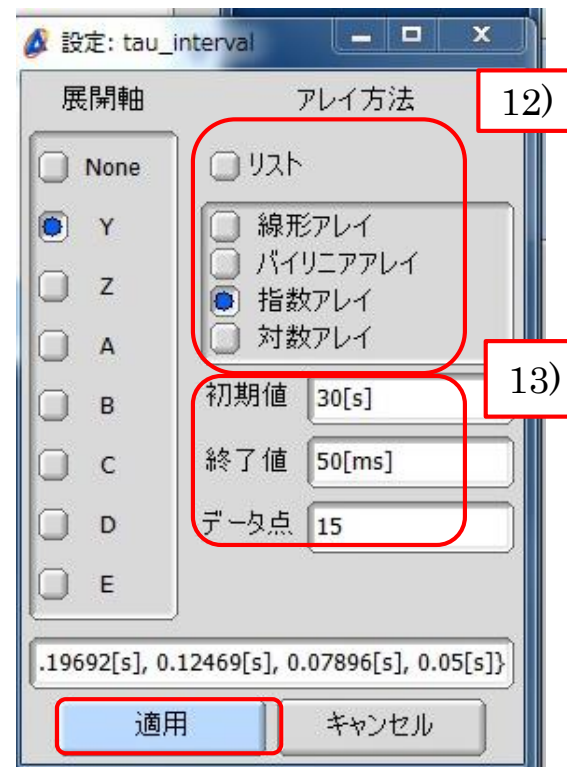 設定: tau_interval
展開軸 アレイ方法 12)
None リスト
Y 線形アレイ
バイリニアアレイ
Z 指数アレイ
A 対数アレイ
13)
B 初期値 30[s]
C 終了値 50[ms]
D データ点 15
E
.19692[s], 0.12469[s], 0.07896[s], 0.05[s]}
適用 キャンセル